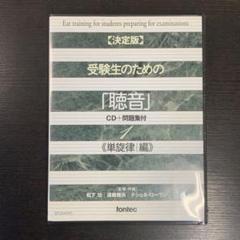 Ear training for students preparing for examinations
【決定版】
受験生のための
「聴音」
CD+問題集付
1
《単旋律 編》
fontec